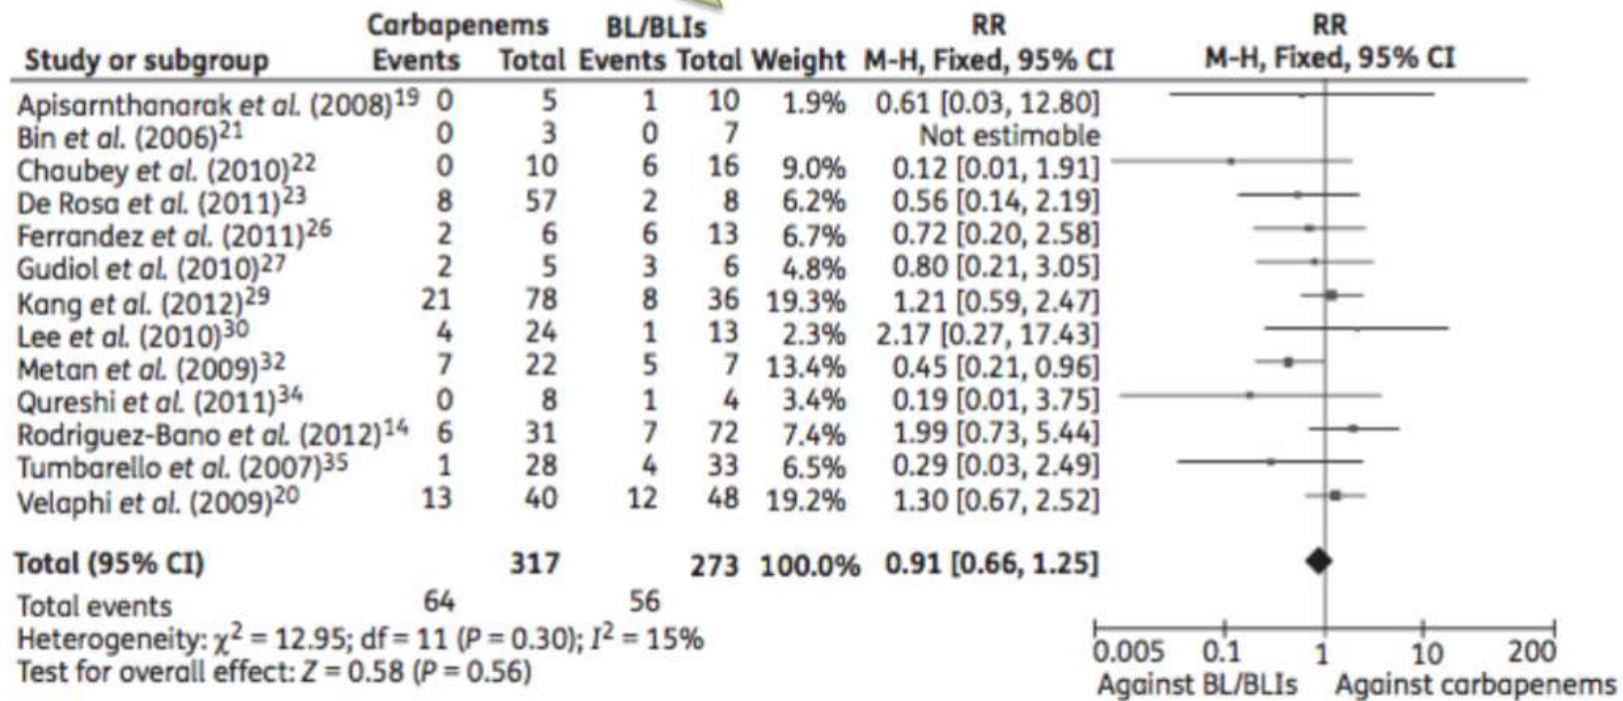 Carbapenems BL/BLIs RR RR
Study or subgroup Events Total Events Total Weight M-H, Fixed, 95% CI M-H, Fixed, 95% CI
Apisarnthanarak et al. (2008)19 0 5 1 10 1.9% 0.61 [0.03, 12.80]
Bin et al. (2006)21 0 3 0 7 Not estimable
Chaubey et al. (2010)22 0 10 6 16 9.0% 0.12 [0.01, 1.91]
De Rosa et al. (2011)23 8 57 2 8 6.2% 0.56 [0.14, 2.19]
Ferrandez et al. (2011)26 2 6 6 13 6.7% 0.72 [0.20, 2.58]
Gudiol et al. (2010)27 2 5 3 6 4.8% 0.80 [0.21, 3.05]
Kang et al. (2012)29 21 78 8 36 19.3% 1.21 [0.59, 2.47]
Lee et al. (2010)30 4 24 1 13 2.3% 2.17 [0.27, 17.43]
Metan et al. (2009)32 7 22 5 7 13.4% 0.45 [0.21, 0.96]
Qureshi et al. (2011)34 0 8 1 4 3.4% 0.19 [0.01, 3.75]
Rodriguez-Bano et al. (2012)14 6 31 7 72 7.4% 1.99 [0.73, 5.44]
Tumbarello et al. (2007)35 1 28 4 33 6.5% 0.29 [0.03, 2.49]
Velaphi et al. (2009)20 13 40 12 48 19.2% 1.30 [0.67, 2.52]
Total (95% CI) 317 273 100.0% 0.91 [0.66, 1.25]
Total events 64 56
Heterogeneity: χ2 = 12.95; df = 11 (P = 0.30); I2 = 15%
Test for overall effect: Z = 0.58 (P = 0.56)
0.005 0.1 1 10 200
Against BL/BLIs Against carbapenems